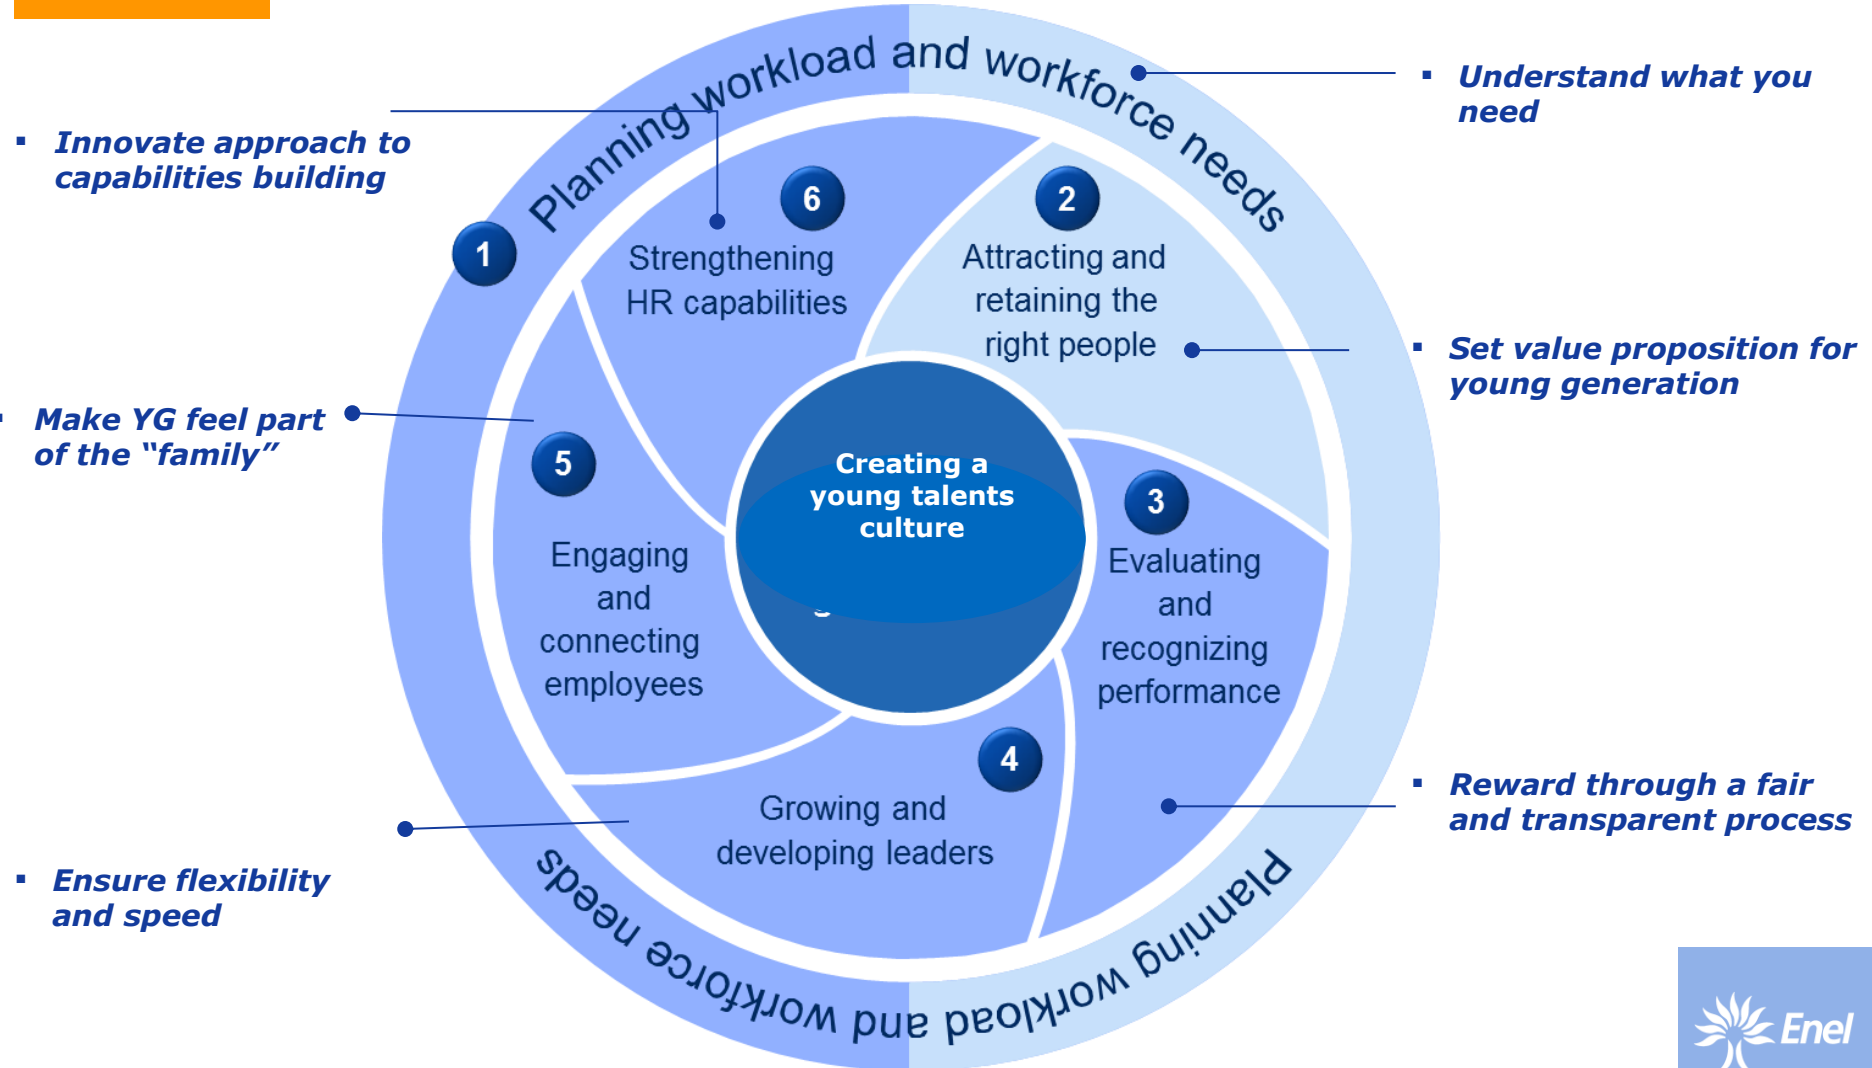 Planning workload and workforce needs
▪ Understand what you
need
▪ Innovate approach to
capabilities building
1
6
Strengthening
HR capabilities
2
Attracting and
retaining the
right people
▪ Set value proposition for
young generation
▪ Make YG feel part
of the “family”
5
Engaging
and
connecting
employees
Creating a
young talents
culture
3
Evaluating
and
recognizing
performance
4
Growing and
developing leaders
▪ Reward through a fair
and transparent process
▪ Ensure flexibility
and speed
Planning workload and workforce needs
Enel